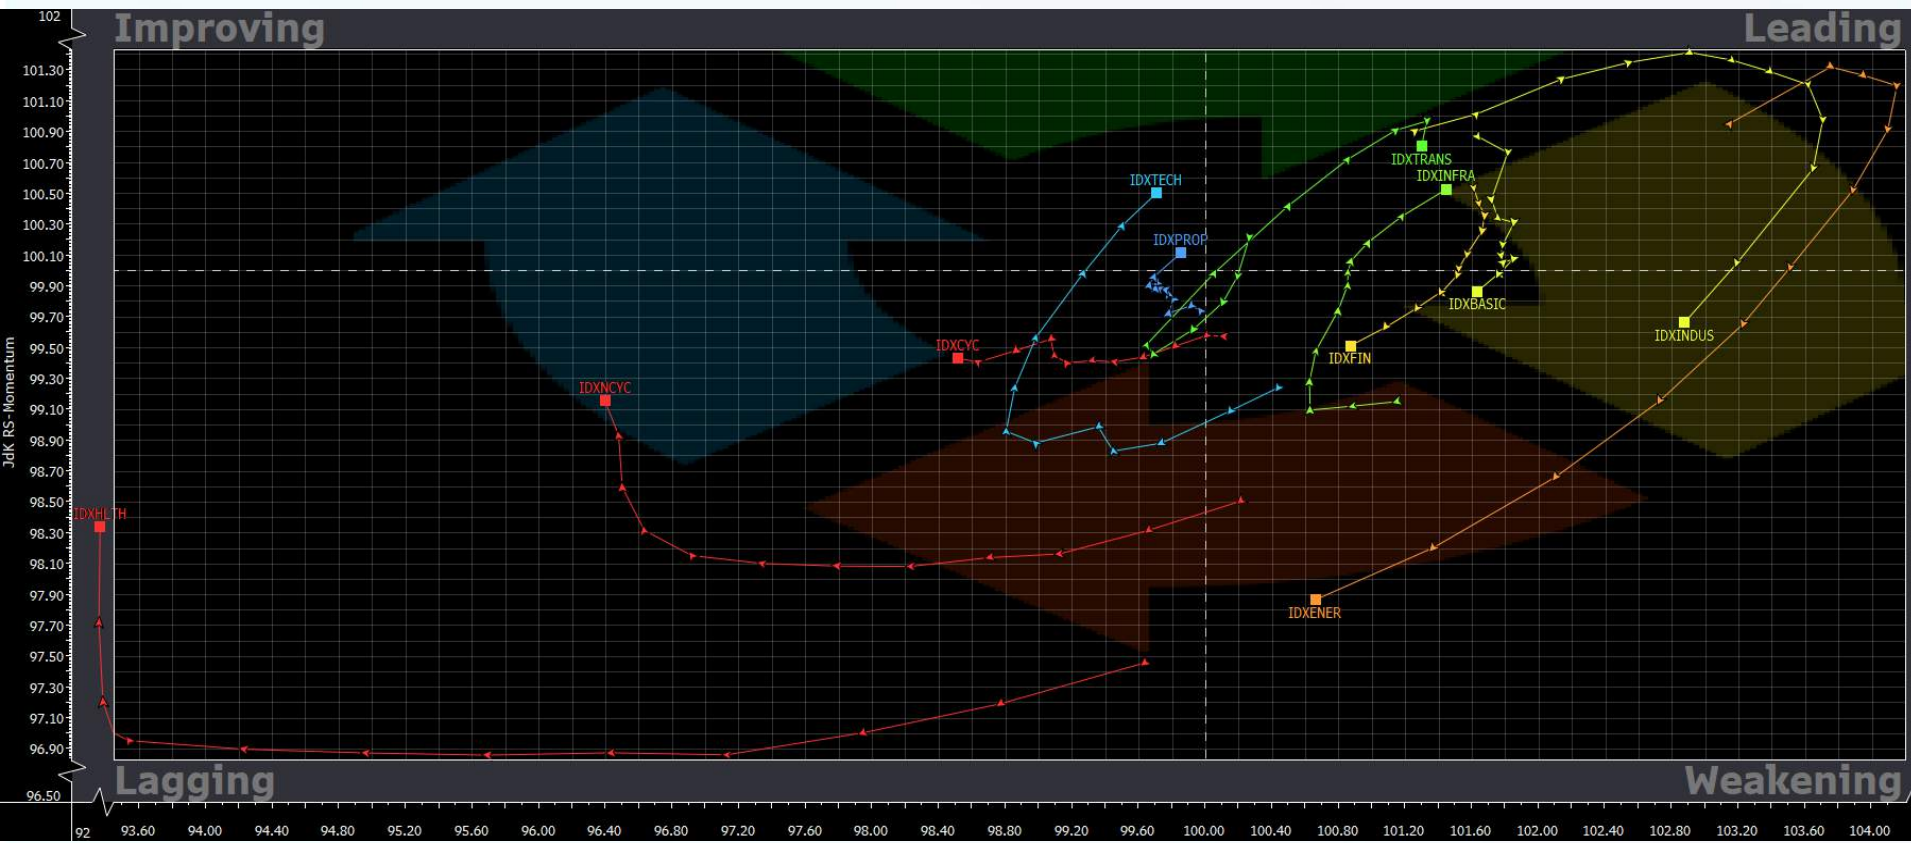 102
Improving
Leading
101.30
101.10
100.90
100.70
100.50
100.30
100.10
99.90
99.70
99.50
99.30
99.10
98.90
98.70
98.50
98.30
98.10
97.90
97.70
97.50
97.30
97.10
96.90
96.50
JdK RS-Momentum
IDXTRANS
IDXINFRA
IDXTECH
IDXPROP
IDXBASIC
IDXINDUS
IDXCYC
IDXFIN
IDXNCYC
IDXHLTH
IDXENER
Lagging
Weakening
92 93.60 94.00 94.40 94.80 95.20 95.60 96.00 96.40 96.80 97.20 97.60 98.00 98.40 98.80 99.20 99.60 100.00 100.40 100.80 101.20 101.60 102.00 102.40 102.80 103.20 103.60 104.00